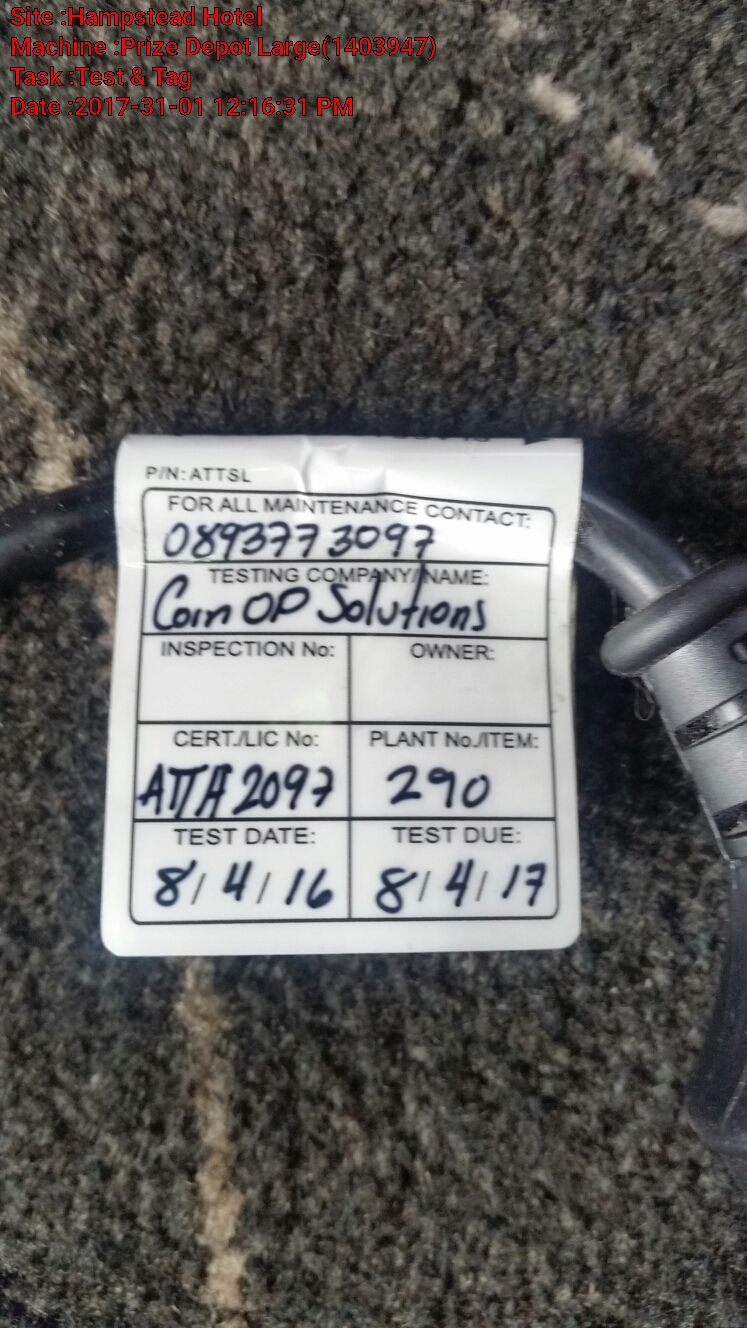 Site :Hampstead Hotel
Machine :Prize Depot Large(1403947)
Task :Test & Tag
Date :2017-31-01 12:16:31 PM
P/N: ATTSL
FOR ALL MAINTENANCE CONTACT:
0893773097
TESTING COMPANY/NAME:
Coin OP Solutions
INSPECTION No: OWNER:
CERT./LIC No: PLANT No./ITEM:
ATTA2097 290
TEST DATE: TEST DUE:
8/4/16 8/4/17